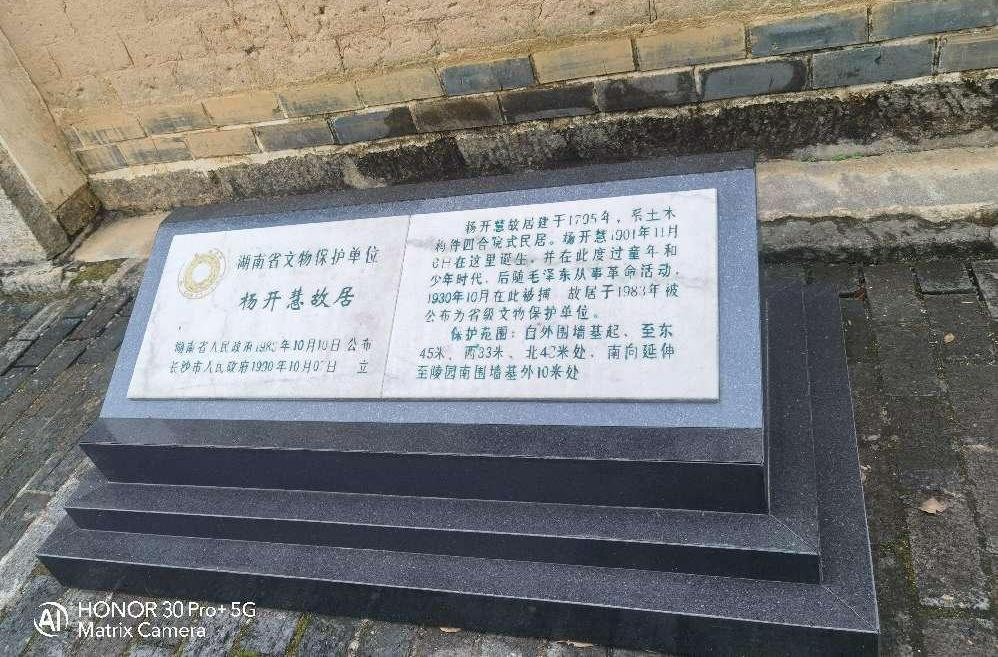 湖南省文物保护单位
杨开慧故居
湖南省人民政府1983年10月10日 公布
长沙市人民政府1990年10月0 日 立
杨开慧故居建于1795年,系土木
构件四合院式民居。杨开慧1901年11月
6日在这里诞生,并在此度过童年和
少年时代,后随毛泽东从事革命活动,
1930年10月在此被捕 故居于1983年被
公布为省级文物保护单位。
保护范围:自外围墙基起、至东
45米、西33米、北43米处,南向延伸
至陵园南围墙基外10米处
AI
HONOR 30 Pro+ 5G
Matrix Camera